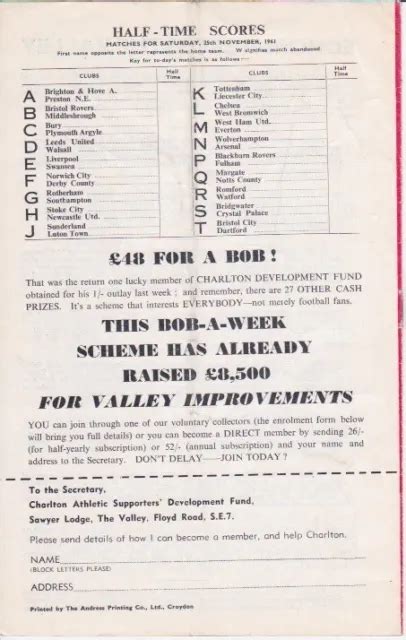 HALF-TIME SCORES
MATCHES FOR SATURDAY, 25th NOVEMBER, 1961
First name opposite the letter represents the home team. W signifies match abandoned
Key for to-day's matches is as follows:—
CLUBS Half Time CLUBS Half Time
A Brighton & Hove A.
Preston N.E.
B Bristol Rovers
Middlesbrough
C Bury
Plymouth Argyle
D Leeds United
Walsall
E Liverpool
Swansea
F Norwich City
Derby County
G Rotherham
Southampton
H Stoke City
Newcastle Utd.
J Sunderland
Luton Town
K Tottenham
Liecester City
L Chelsea
West Bromwich
M West Ham Utd.
Everton
N Wolverhampton
Arsenal
P Blackburn Rovers
Fulham
Q Margate
Notts County
R Romford
Watford
S Bridgwater
Crystal Palace
T Bristol City
Dartford
£48 FOR A BOB!
That was the return one lucky member of CHARLTON DEVELOPMENT FUND
obtained for his 1/- outlay last week; and remember, there are 27 OTHER CASH
PRIZES. It's a scheme that interests EVERYBODY—not merely football fans.
THIS BOB-A-WEEK
SCHEME HAS ALREADY
RAISED £8,500
FOR VALLEY IMPROVEMENTS
YOU can join through one of our voluntary collectors (the enrolment form below
will bring you full details) or you can become a DIRECT member by sending 26/-
(for half-yearly subscription) or 52/- (annual subscription) and your name and
address to the Secretary. DON'T DELAY—JOIN TODAY?
To the Secretary,
Charlton Athletic Supporters' Development Fund,
Sawyer Lodge, The Valley, Floyd Road, S.E.7.
Please send details of how I can become a member, and help Charlton.
NAME
(BLOCK LETTERS PLEASE)
ADDRESS
Printed by The Andress Printing Co., Ltd., Croydon